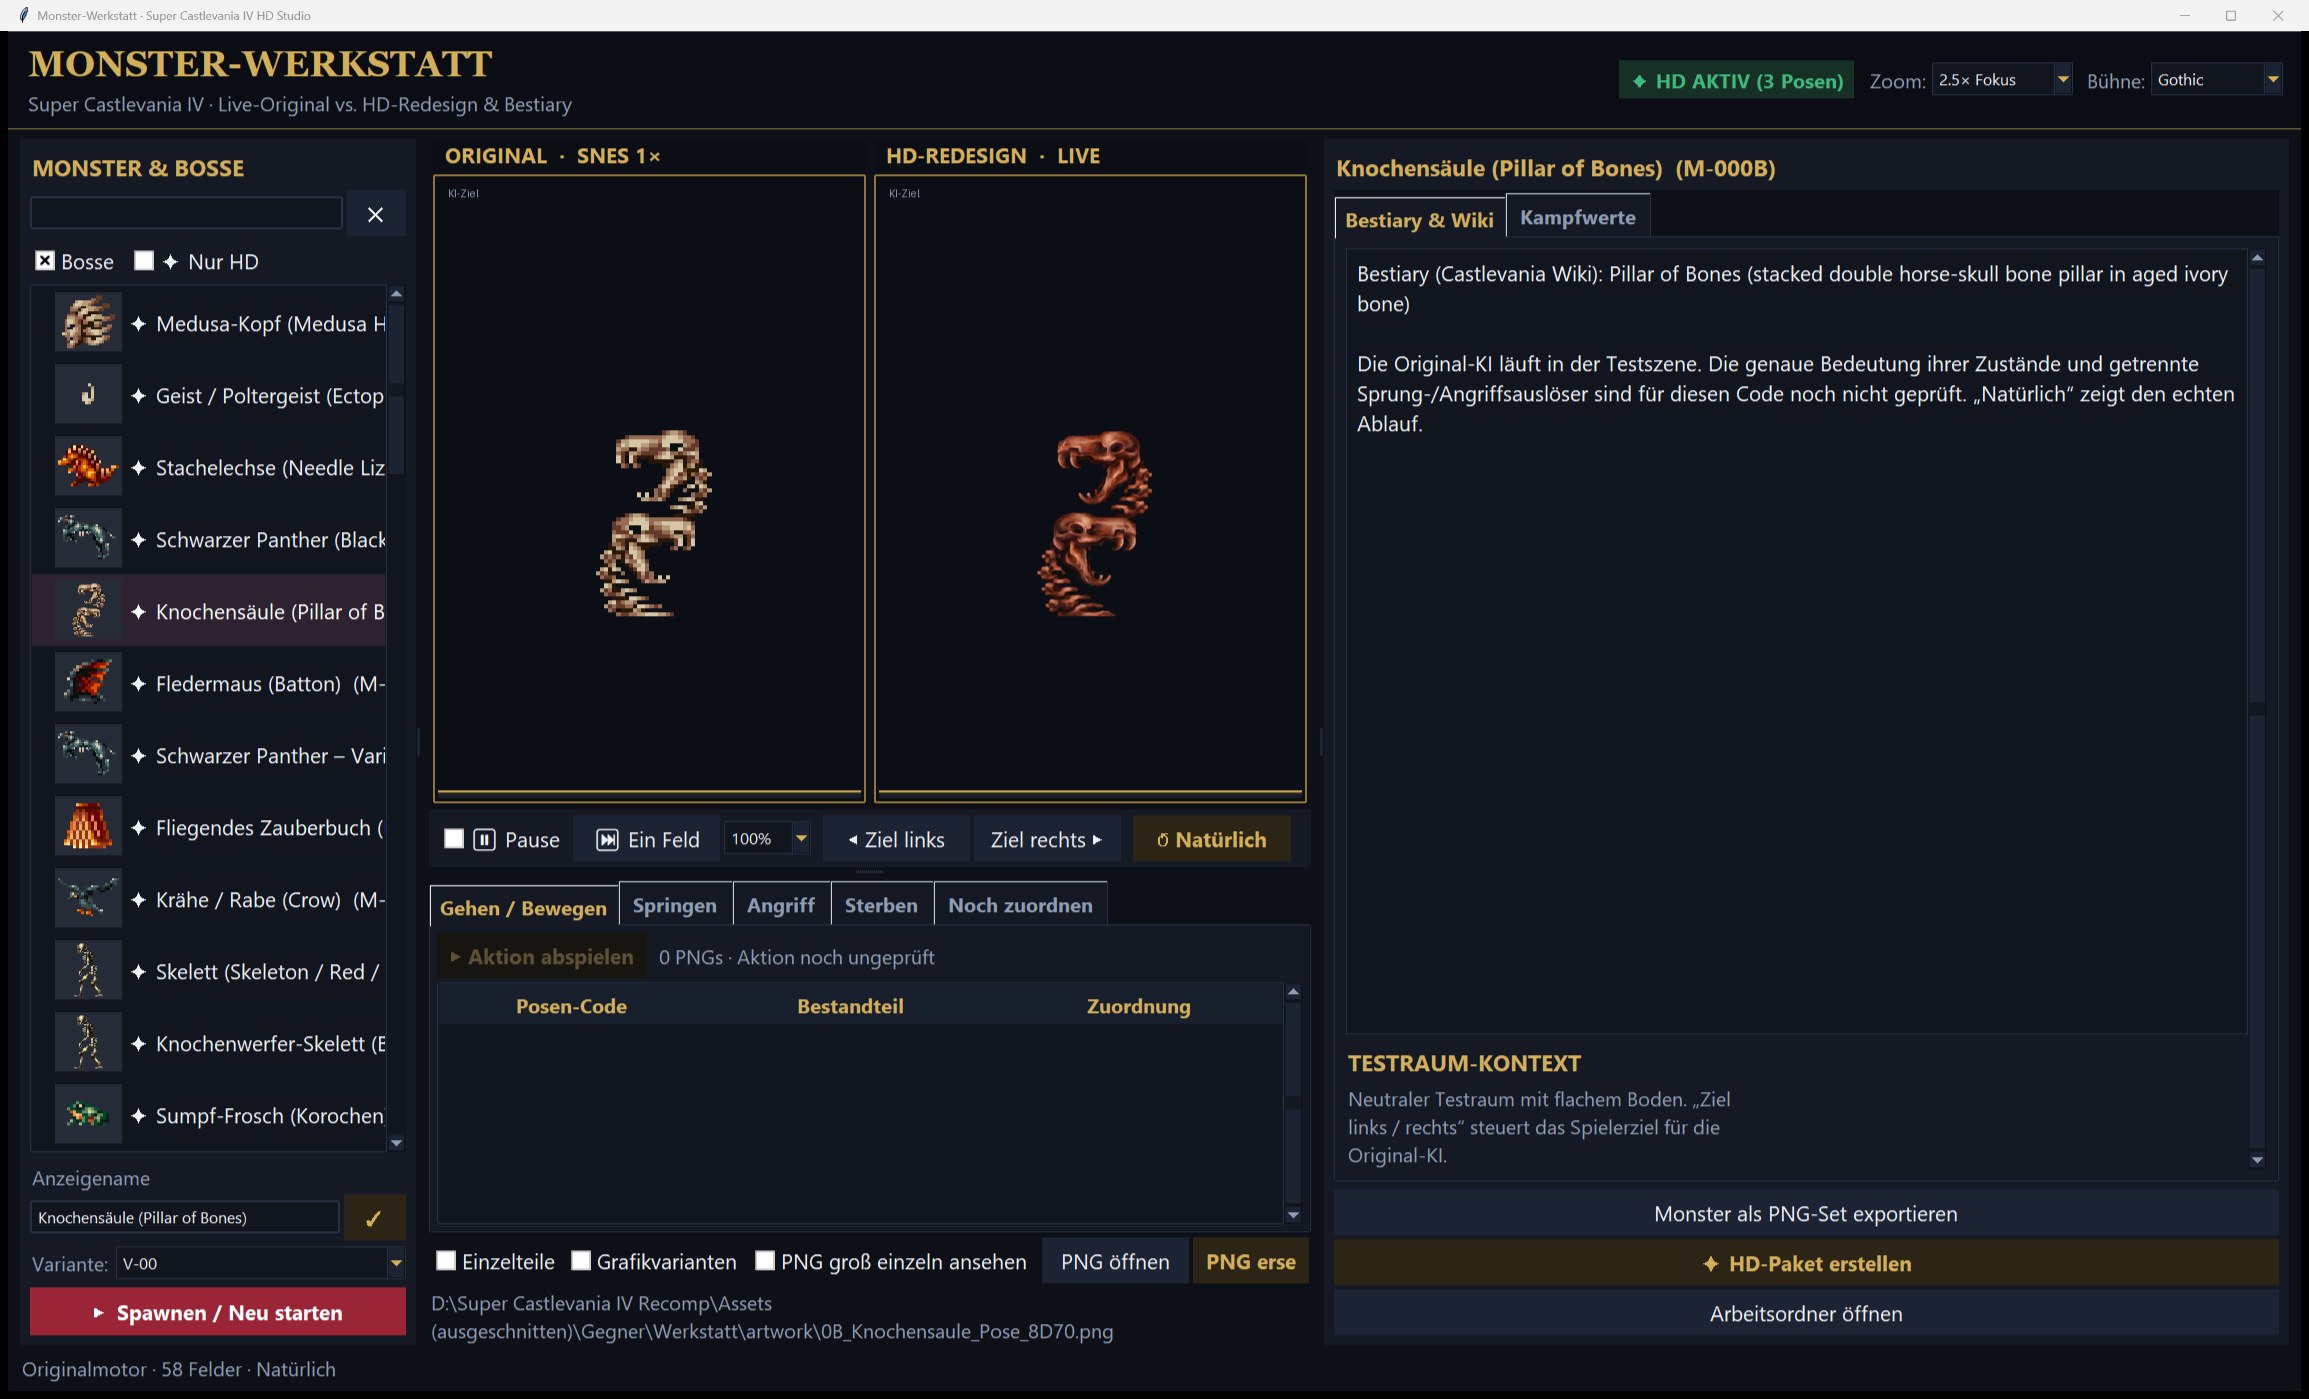 Monster-Werkstatt · Super Castlevania IV HD Studio
MONSTER-WERKSTATT
Super Castlevania IV · Live-Original vs. HD-Redesign & Bestiary
✦ HD AKTIV (3 Posen)
Zoom:
2.5× Fokus
Bühne:
Gothic
MONSTER & BOSSE
Bosse
✦ Nur HD
✦ Medusa-Kopf (Medusa H
✦ Geist / Poltergeist (Ectop
✦ Stachelechse (Needle Liz
✦ Schwarzer Panther (Black
✦ Knochensäule (Pillar of B
✦ Fledermaus (Batton) (M-
✦ Schwarzer Panther – Vari
✦ Fliegendes Zauberbuch (
✦ Krähe / Rabe (Crow) (M-
✦ Skelett (Skeleton / Red /
✦ Knochenwerfer-Skelett (B
✦ Sumpf-Frosch (Korochen
Anzeigename
Knochensäule (Pillar of Bones)
✓
Variante:
V-00
▸ Spawnen / Neu starten
Originalmotor · 58 Felder · Natürlich
ORIGINAL · SNES 1×
KI-Ziel
HD-REDESIGN · LIVE
KI-Ziel
Pause
Ein Feld
100%
◂ Ziel links
Ziel rechts ▸
Natürlich
Gehen / Bewegen
Springen
Angriff
Sterben
Noch zuordnen
▸ Aktion abspielen
0 PNGs · Aktion noch ungeprüft
Posen-Code
Bestandteil
Zuordnung
Einzelteile
Grafikvarianten
PNG groß einzeln ansehen
PNG öffnen
PNG erse
D:\Super Castlevania IV Recomp\Assets
(ausgeschnitten)\Gegner\Werkstatt\artwork\0B_Knochensaule_Pose_8D70.png
Knochensäule (Pillar of Bones) (M-000B)
Bestiary & Wiki
Kampfwerte
Bestiary (Castlevania Wiki): Pillar of Bones (stacked double horse-skull bone pillar in aged ivory
bone)
Die Original-KI läuft in der Testszene. Die genaue Bedeutung ihrer Zustände und getrennte
Sprung-/Angriffsauslöser sind für diesen Code noch nicht geprüft. „Natürlich“ zeigt den echten
Ablauf.
TESTRAUM-KONTEXT
Neutraler Testraum mit flachem Boden. „Ziel
links / rechts“ steuert das Spielerziel für die
Original-KI.
Monster als PNG-Set exportieren
✦ HD-Paket erstellen
Arbeitsordner öffnen